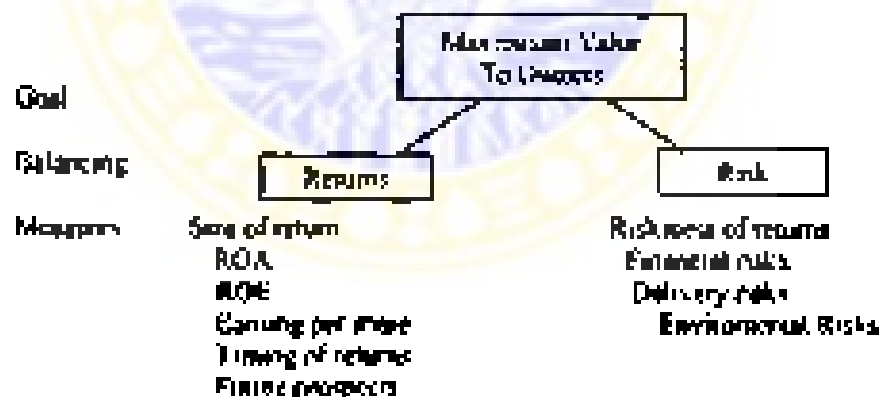 Maximum Value
To Owners
Goal
Balancing
Returns
Risk
Measures
Size of return
Riskiness of returns
ROA
Financial risks
ROE
Delivery risks
Earning per share
Environmental Risks
Timing of returns
Future prospects